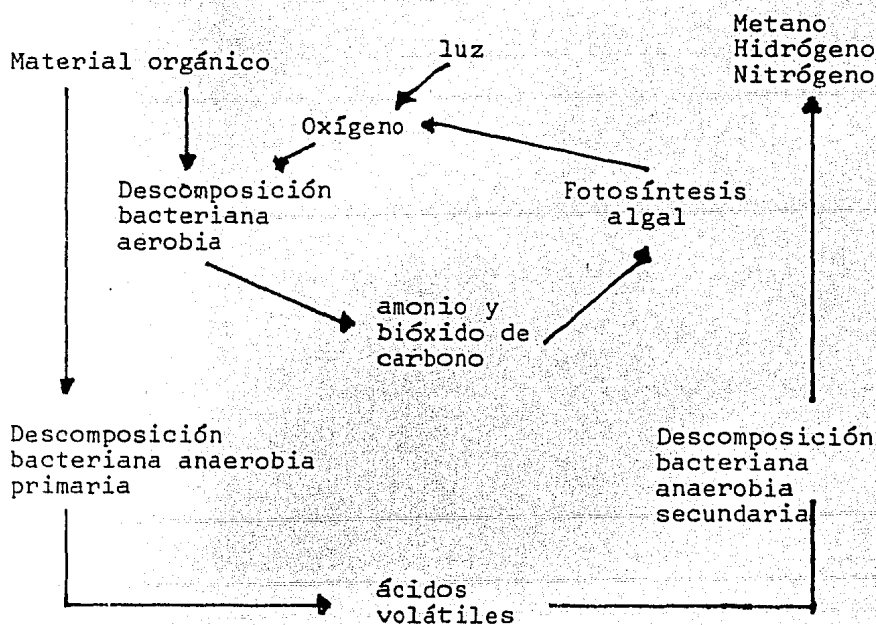 Metano
Hidrógeno
Nitrógeno
luz
Material orgánico
Oxígeno
Descomposición
bacteriana
aerobia
Fotosíntesis
algal
amonio y
bióxido de
carbono
Descomposición
bacteriana anaerobia
primaria
Descomposición
bacteriana
anaerobia
secundaria
ácidos
volátiles